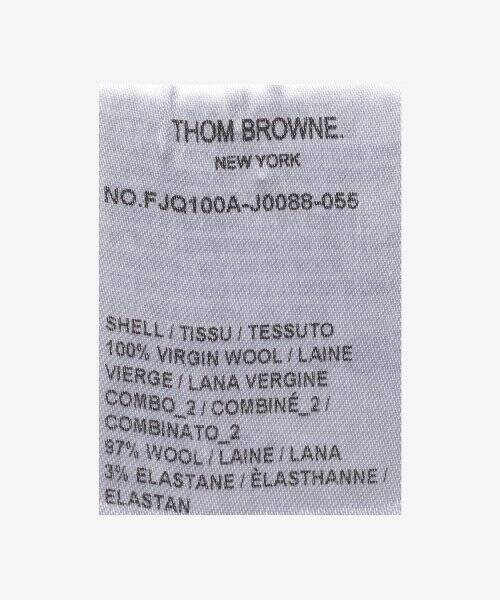 THOM BROWNE.
NEW YORK
NO.FJQ100A-J0088-055
SHELL / TISSU / TESSUTO
100% VIRGIN WOOL / LAINE
VIERGE / LANA VERGINE
COMBO_2 / COMBINÉ_2 /
COMBINATO_2
97% WOOL / LAINE / LANA
3% ELASTANE / ÈLASTHANNE /
ELASTAN